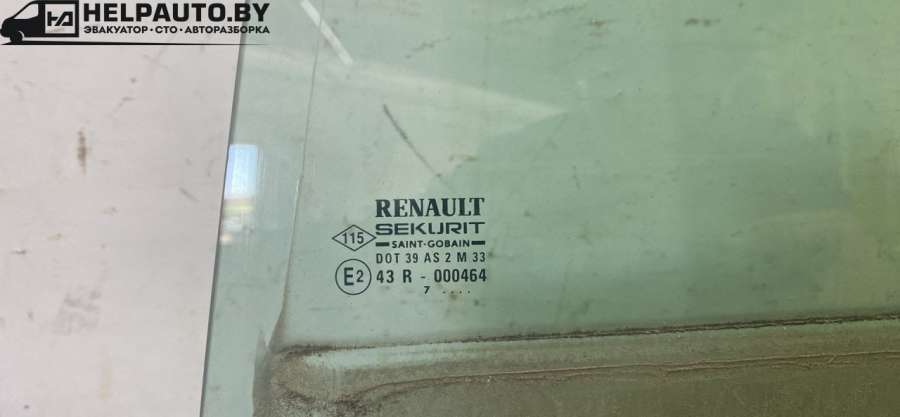 HELPAUTO.BY
ЭВАКУАТОР • СТО • АВТОРАЗБОРКА
RENAULT
115 SEKURIT
SAINT-GOBAIN
DOT 39 AS 2 M 33
E2 43 R - 000464
7 ....